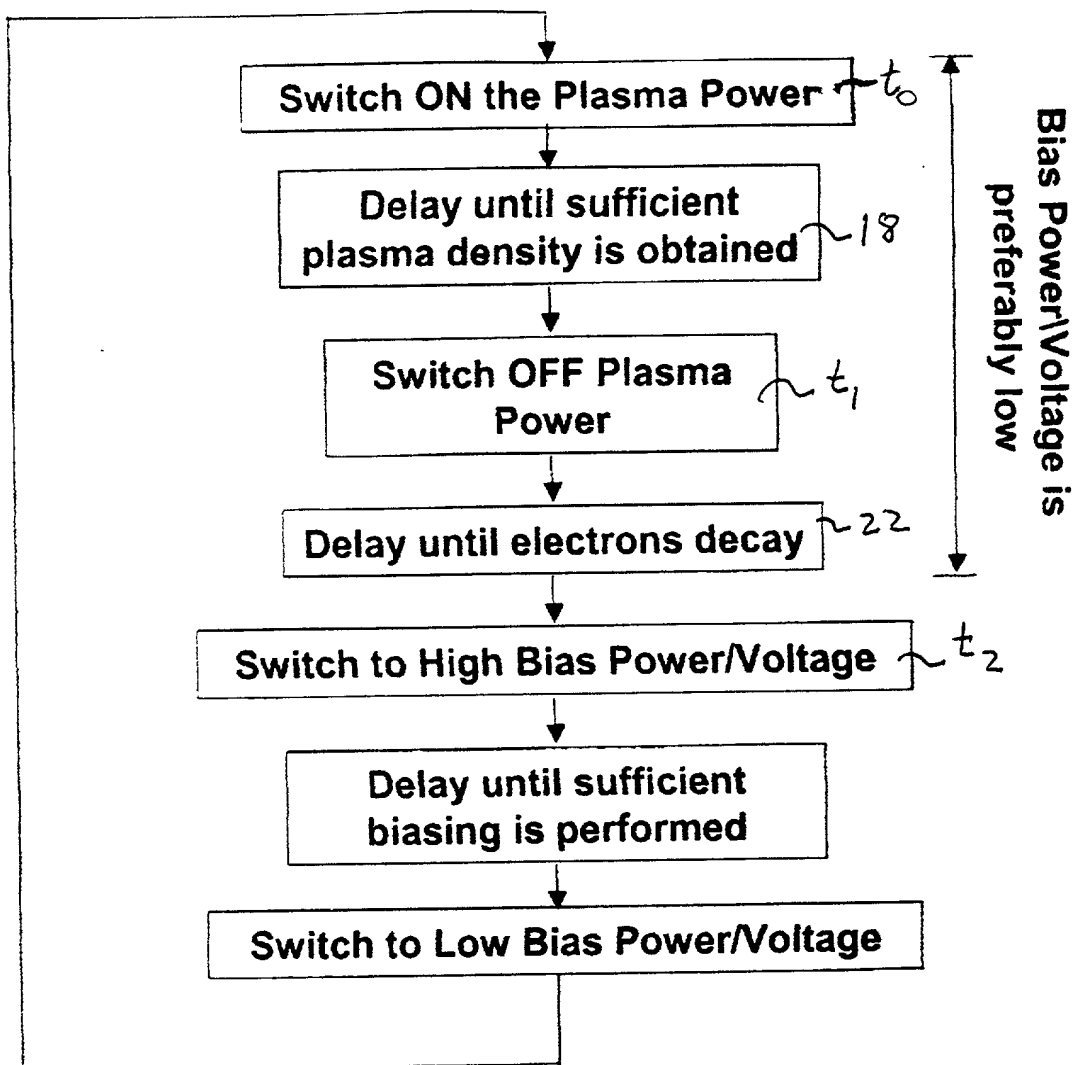 Switch ON the Plasma Power
t0
Delay until sufficient
plasma density is obtained
18
Switch OFF Plasma
Power
t1
Delay until electrons decay
22
Switch to High Bias Power/Voltage
t2
Delay until sufficient
biasing is performed
Switch to Low Bias Power/Voltage
Bias Power\Voltage is
preferably low